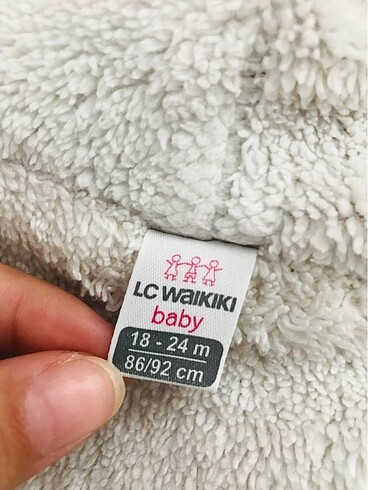 LC WAIKIKI
baby
18 - 24 m
86/92 cm